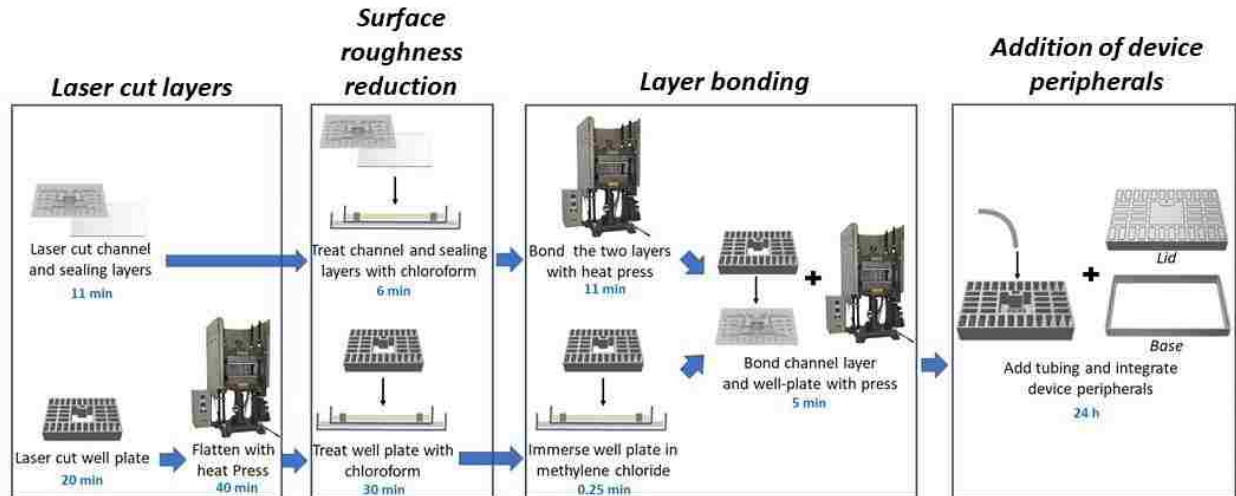 Laser cut layers
Surface
roughness
reduction
Layer bonding
Addition of device
peripherals
Laser cut channel
and sealing layers
11 min
Laser cut well plate
20 min
Flatten with
heat Press
40 min
Treat channel and sealing
layers with chloroform
6 min
Treat well plate with
chloroform
30 min
Bond the two layers
with heat press
11 min
Immerse well plate in
methylene chloride
0.25 min
+
Bond channel layer
and well-plate with press
5 min
+
Lid
Base
Add tubing and integrate
device peripherals
24 h